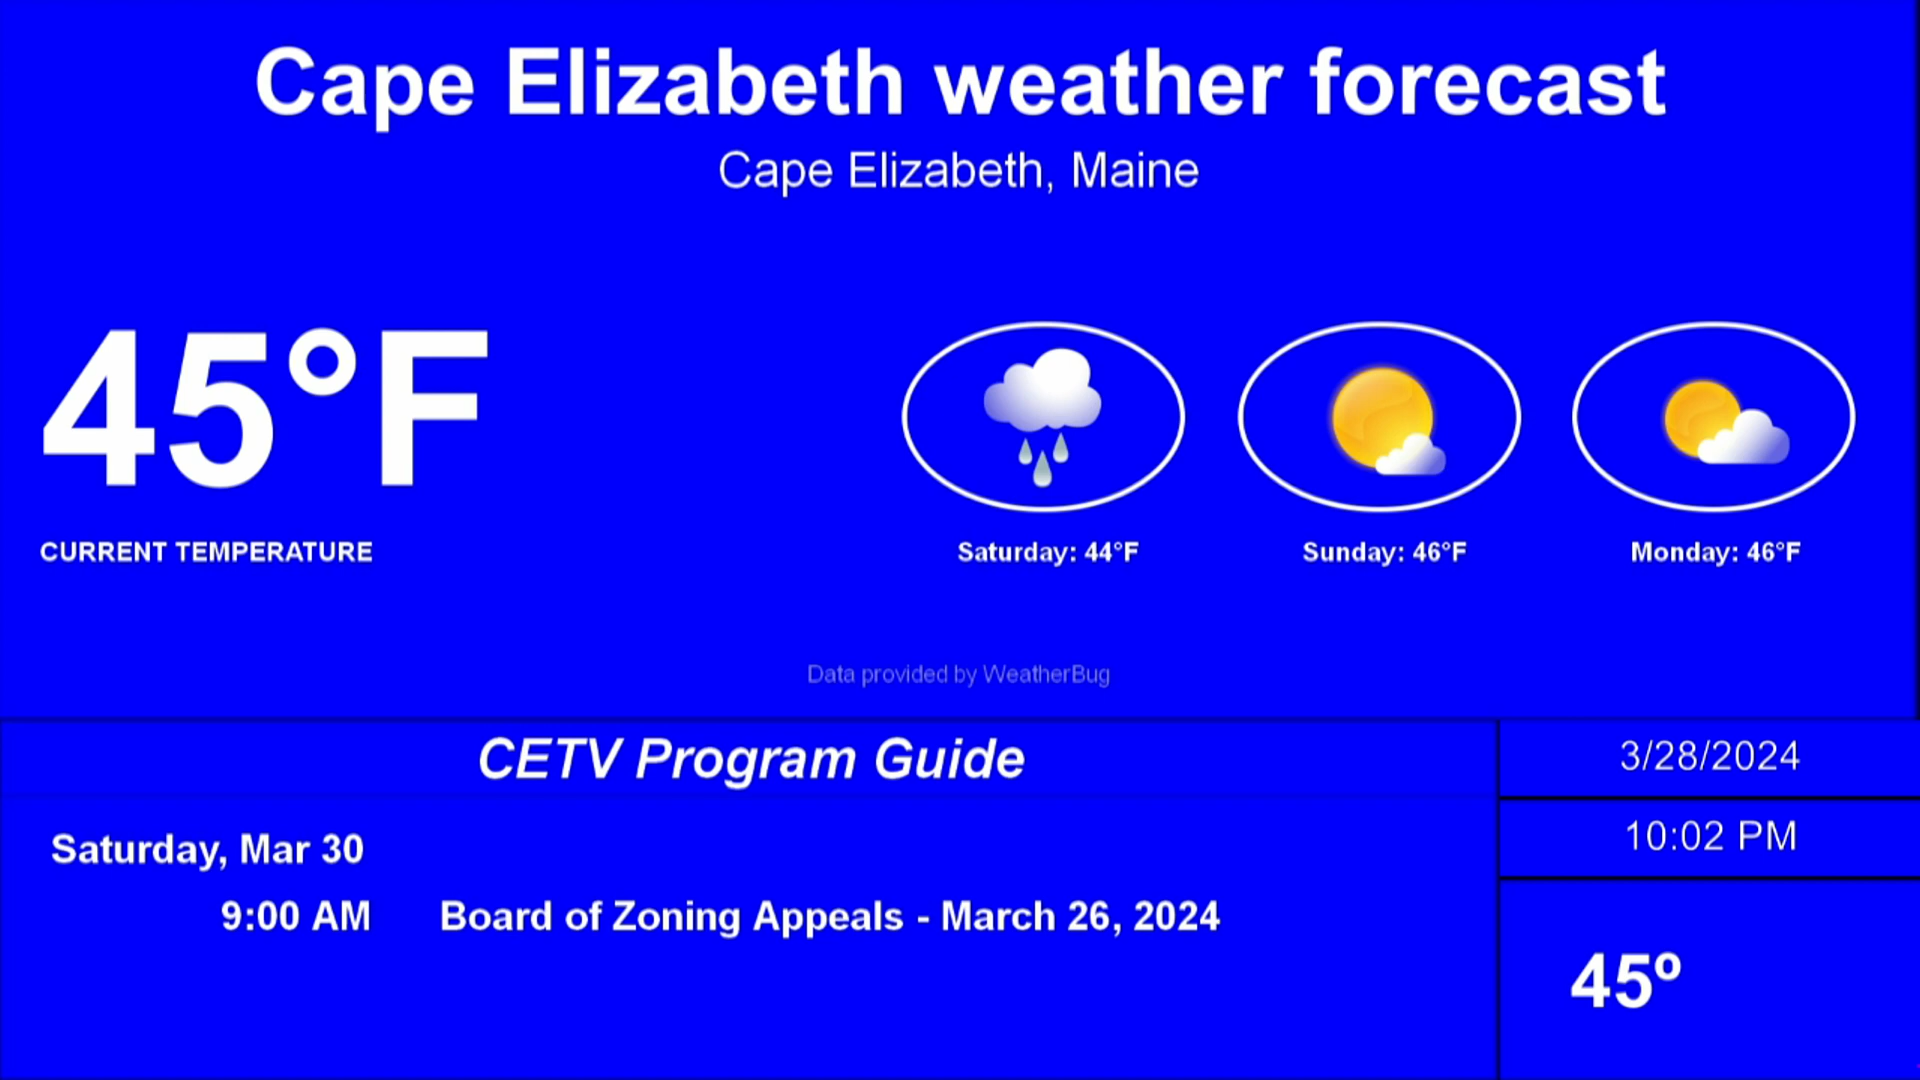 Cape Elizabeth weather forecast
Cape Elizabeth, Maine
45°F
CURRENT TEMPERATURE
Saturday: 44°F
Sunday: 46°F
Monday: 46°F
Data provided by WeatherBug
CETV Program Guide
Saturday, Mar 30
9:00 AM Board of Zoning Appeals - March 26, 2024
3/28/2024
10:02 PM
45º